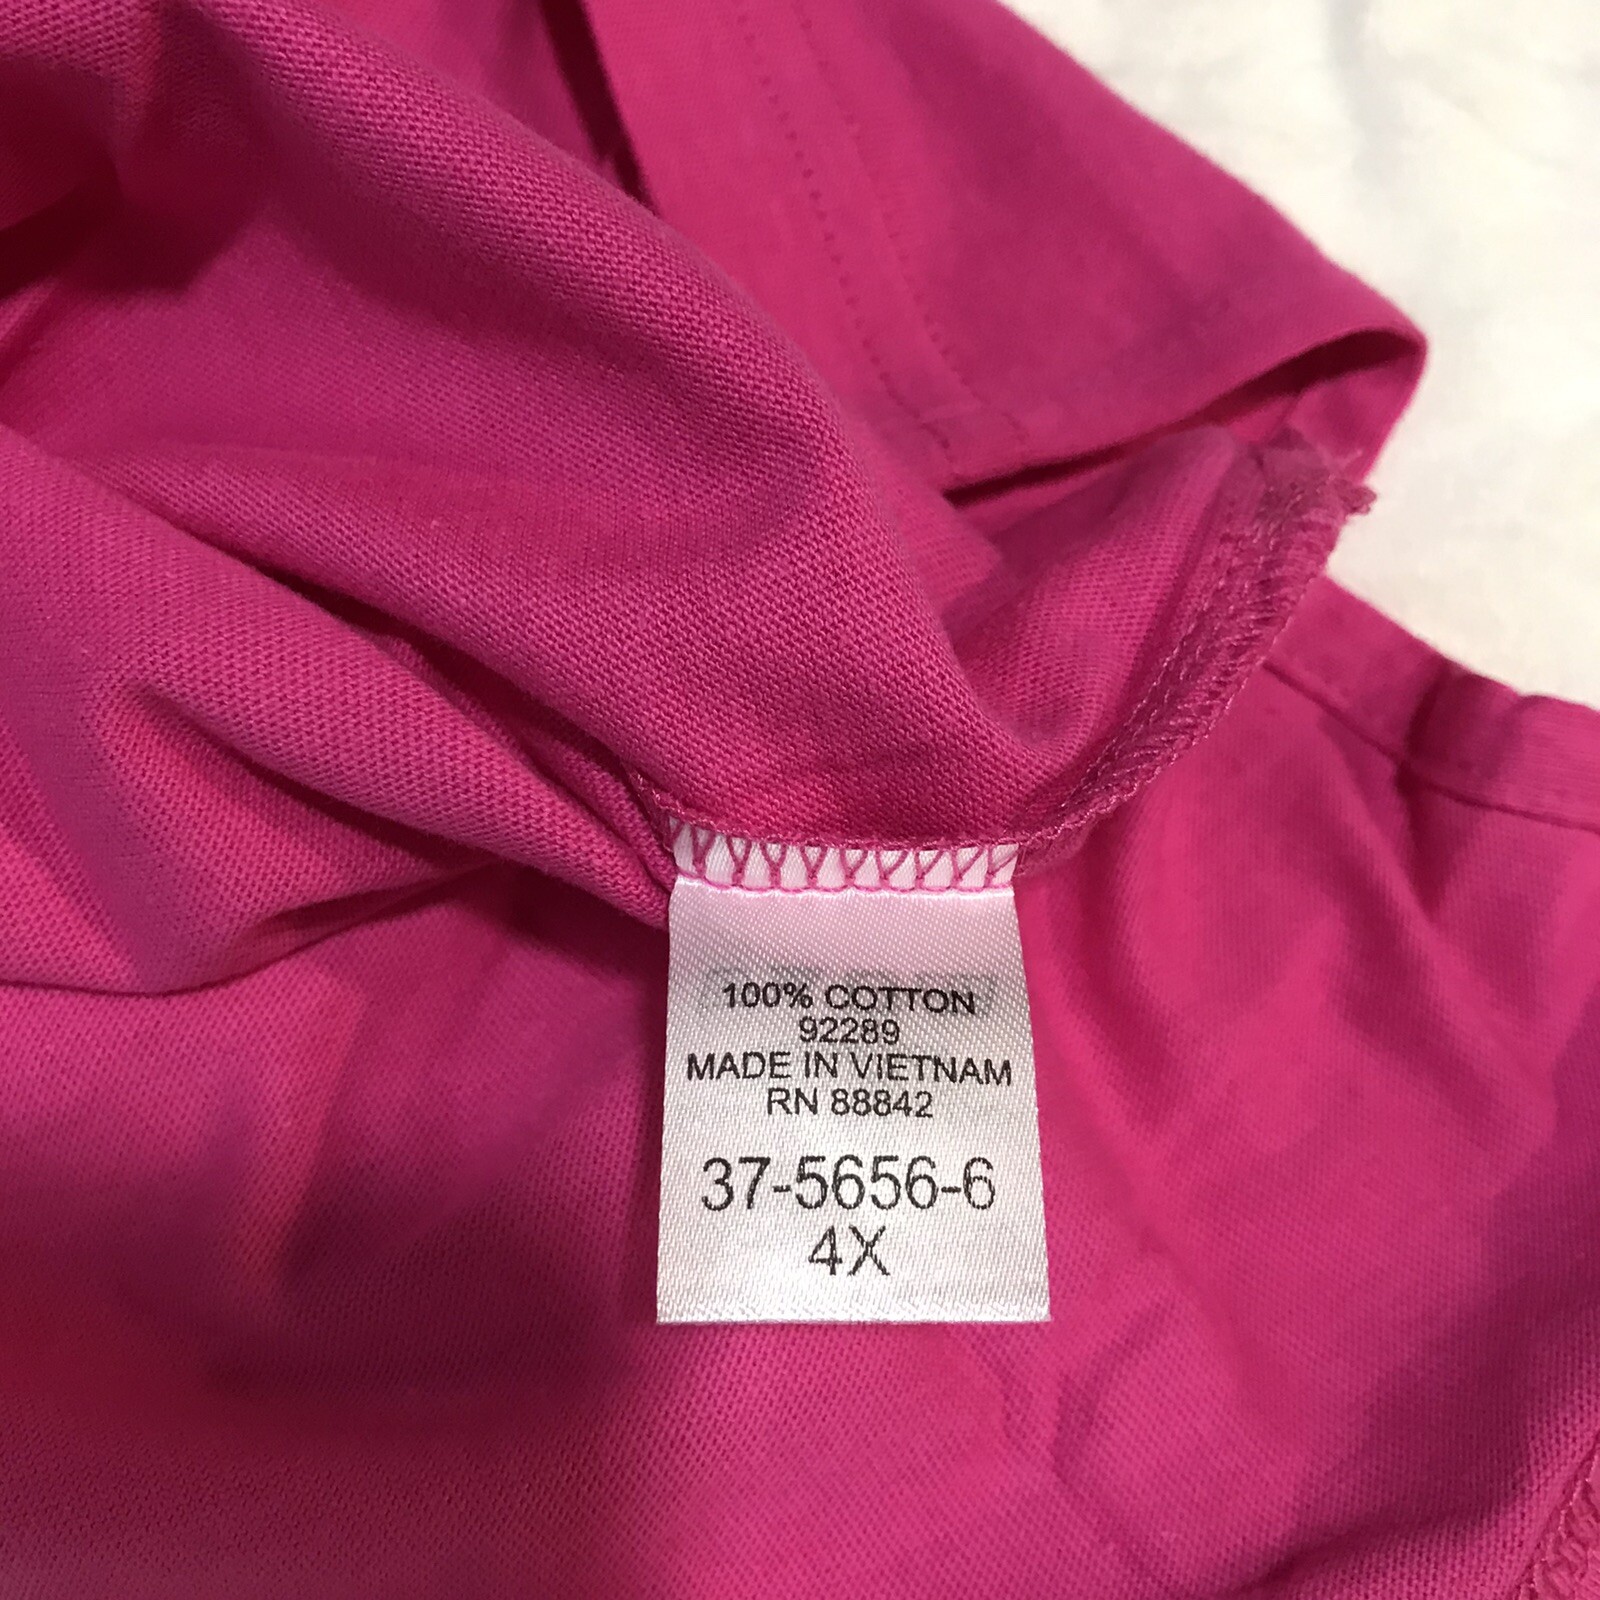 100% COTTON
92289
MADE IN VIETNAM
RN 88842
37-5656-6
4X